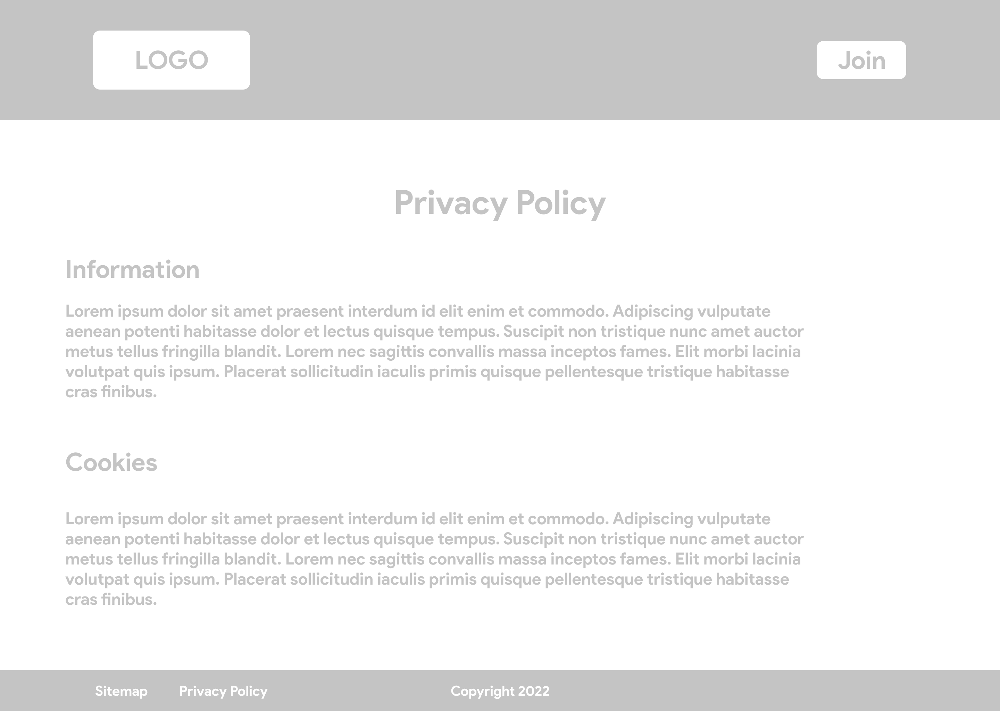 LOGO
Join
Privacy Policy
Information
Lorem ipsum dolor sit amet praesent interdum id elit enim et commodo. Adipiscing vulputate
aenean potenti habitasse dolor et lectus quisque tempus. Suscipit non tristique nunc amet auctor
metus tellus fringilla blandit. Lorem nec sagittis convallis massa inceptos fames. Elit morbi lacinia
volutpat quis ipsum. Placerat sollicitudin iaculis primis quisque pellentesque tristique habitasse
cras finibus.
Cookies
Lorem ipsum dolor sit amet praesent interdum id elit enim et commodo. Adipiscing vulputate
aenean potenti habitasse dolor et lectus quisque tempus. Suscipit non tristique nunc amet auctor
metus tellus fringilla blandit. Lorem nec sagittis convallis massa inceptos fames. Elit morbi lacinia
volutpat quis ipsum. Placerat sollicitudin iaculis primis quisque pellentesque tristique habitasse
cras finibus.
Sitemap
Privacy Policy
Copyright 2022